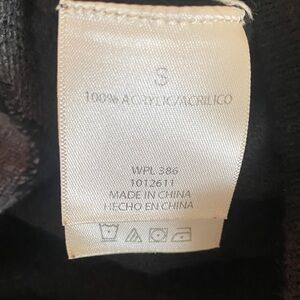 S
100% ACRYLIC/ACRILICO
WPL 386
1012611
MADE IN CHINA
HECHO EN CHINA